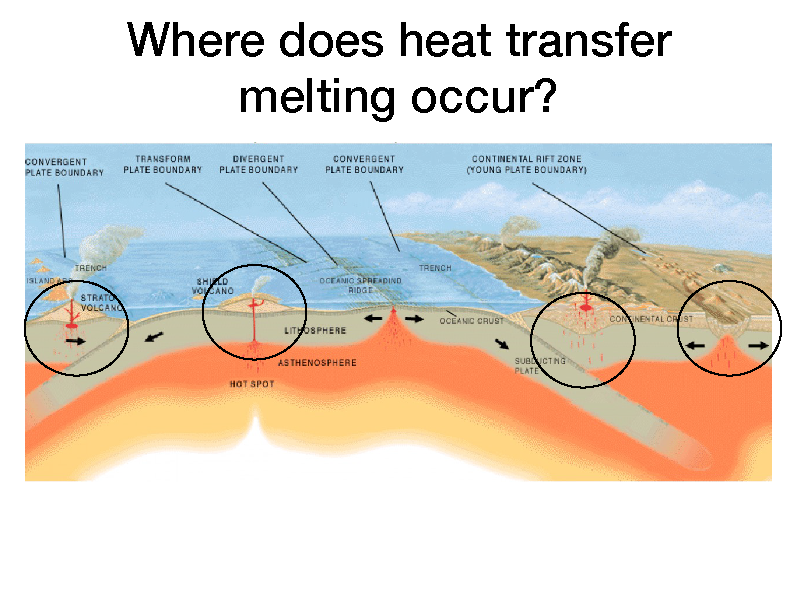 Where does heat transfer
melting occur?
CONVERGENT
PLATE BOUNDARY
TRANSFORM
PLATE BOUNDARY
DIVERGENT
PLATE BOUNDARY
CONVERGENT
PLATE BOUNDARY
CONTINENTAL RIFT ZONE
(YOUNG PLATE BOUNDARY)
TRENCH
ISLAND ARC
STRATO
VOLCANO
SHIELD
VOLCANO
OCEANIC SPREADING
RIDGE
TRENCH
LITHOSPHERE
ASTHENOSPHERE
HOT SPOT
OCEANIC CRUST
SUBDUCTING
PLATE
CONTINENTAL CRUST